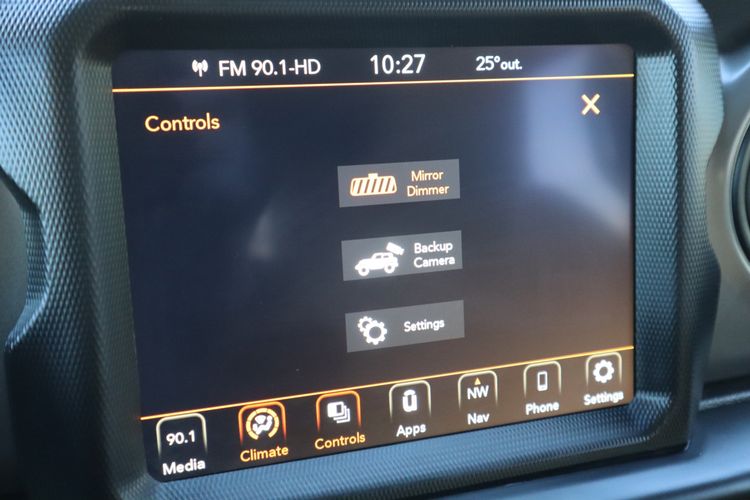 FM 90.1-HD 10:27 25° out.
Controls X
Mirror
Dimmer
Backup
Camera
Settings
90.1 NW
Media Climate Controls Apps Nav Phone Settings